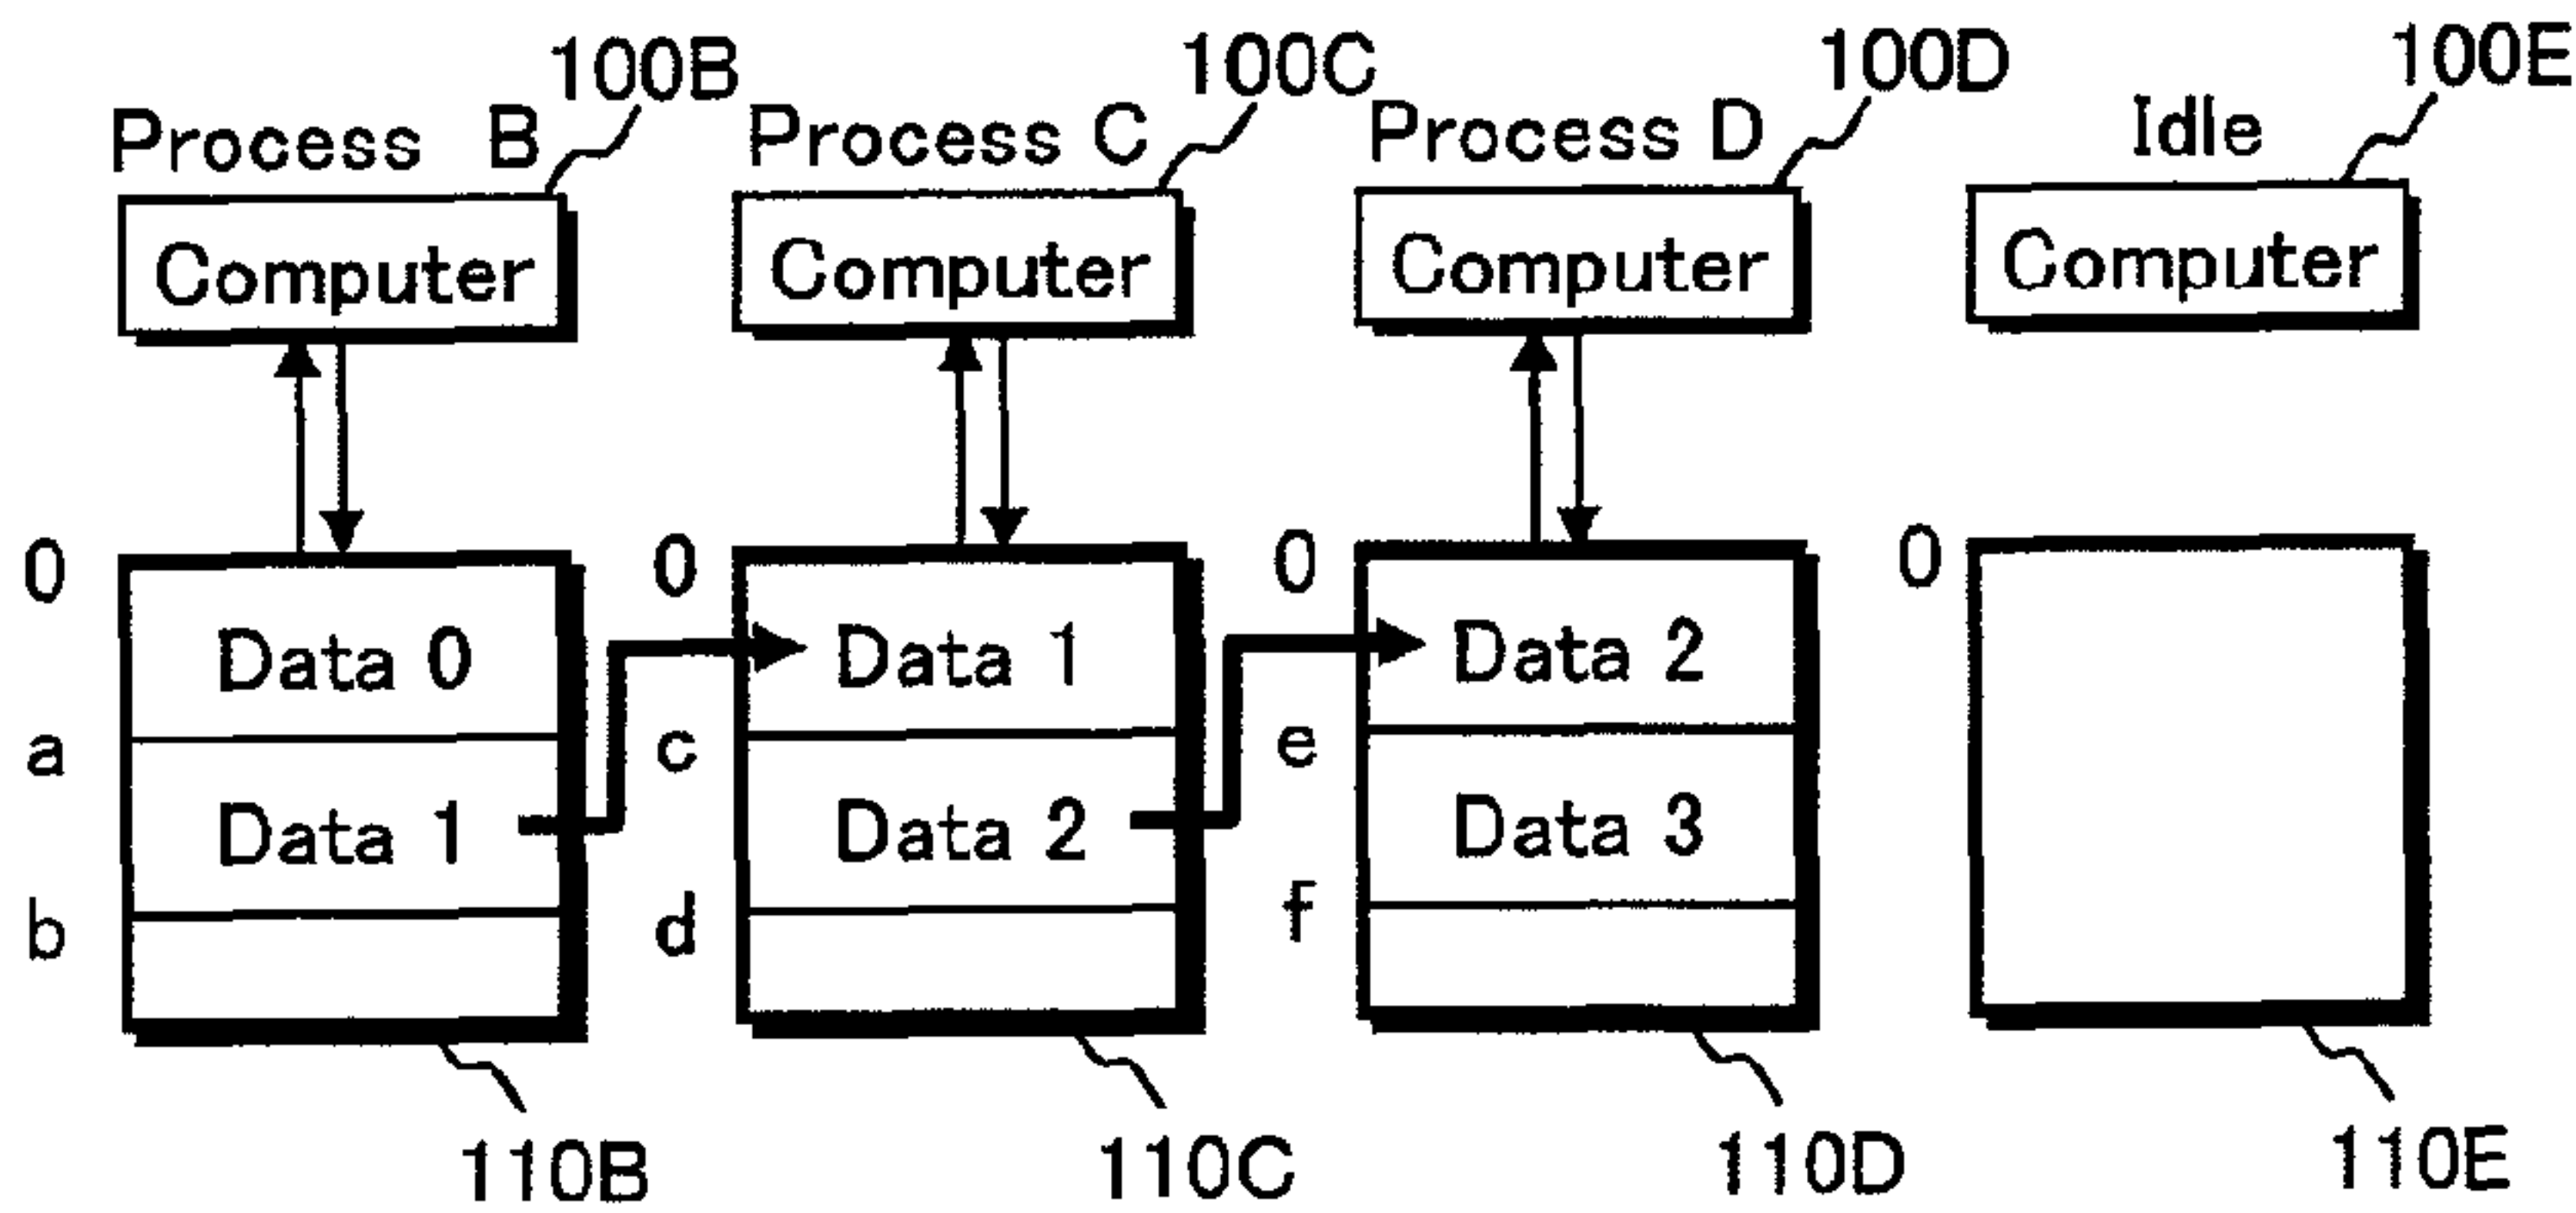 100B 100C 100D 100E
Process B Process C Process D Idle
Computer Computer Computer Computer
0 0 0 0
Data 0 Data 1 Data 2
a c e
Data 1 Data 2 Data 3
b d f
110B 110C 110D 110E